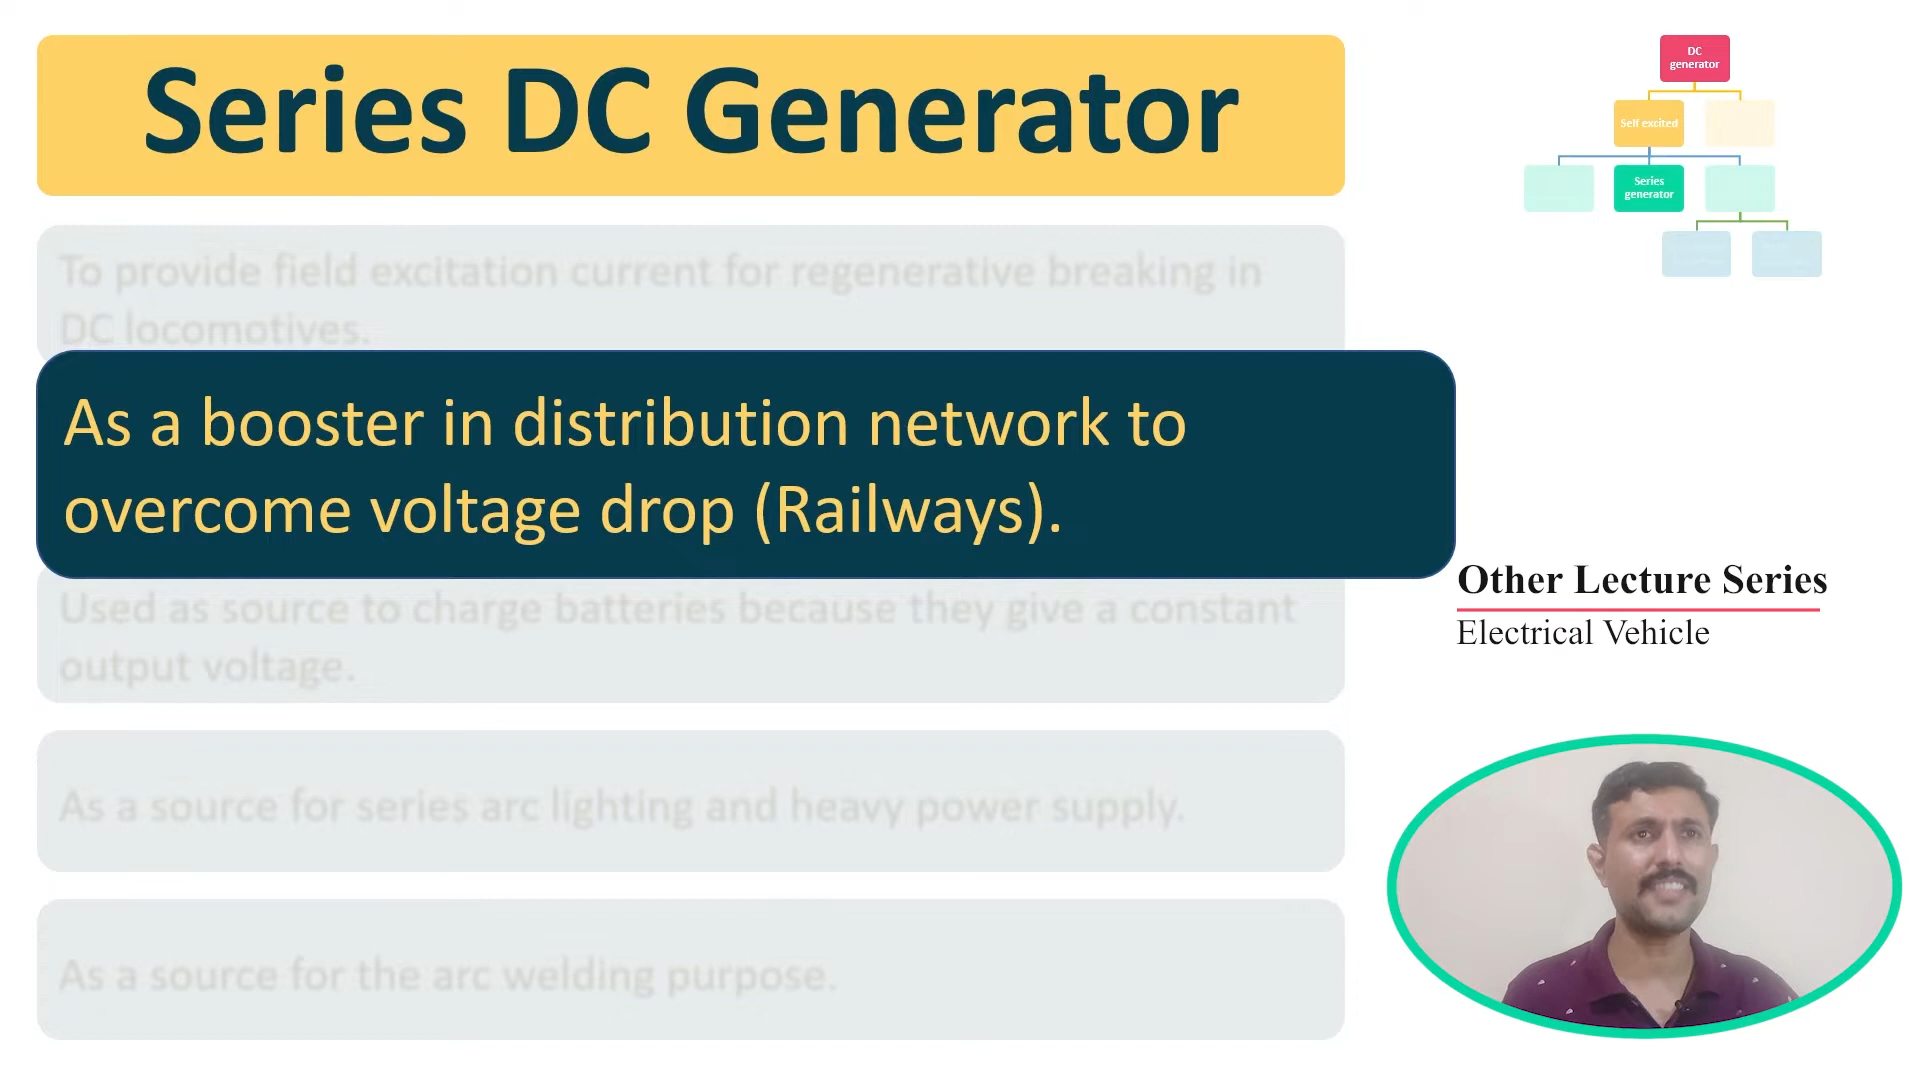 Series DC Generator
DC
generator
Self excited
Series
generator
To provide field excitation current for regenerative breaking in
DC locomotives.
As a booster in distribution network to
overcome voltage drop (Railways).
Used as source to charge batteries because they give a constant
output voltage.
As a source for series arc lighting and heavy power supply.
As a source for the arc welding purpose.
Other Lecture Series
Electrical Vehicle